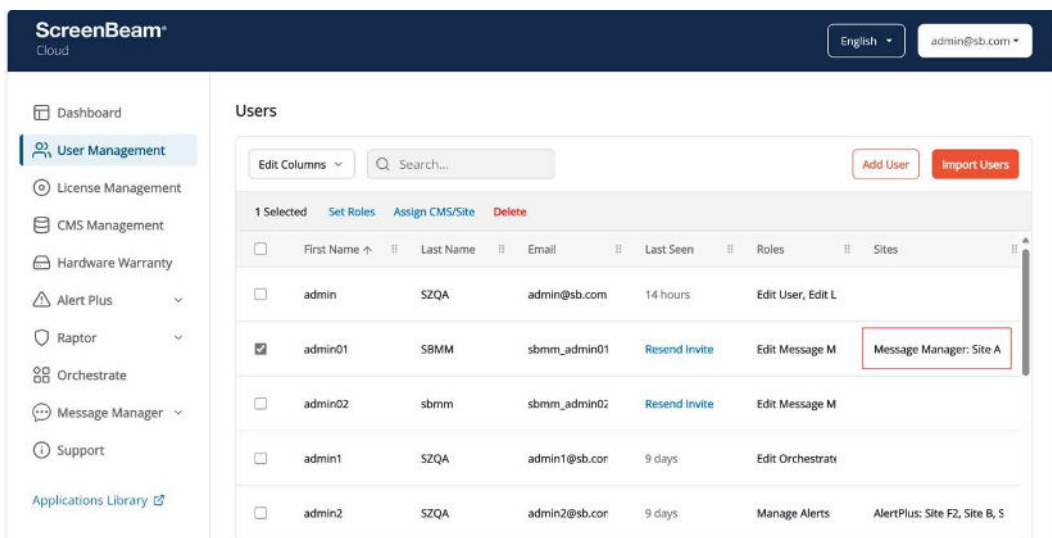 ScreenBeam®
Cloud
English
admin@sb.com
Dashboard
User Management
License Management
CMS Management
Hardware Warranty
Alert Plus
Raptor
Orchestrate
Message Manager
Support
Applications Library
Users
Edit Columns
Search...
Add User
Import Users
1 Selected Set Roles Assign CMS/Site Delete
First Name Last Name Email Last Seen Roles Sites
admin SZQA admin@sb.com 14 hours Edit User, Edit L
admin01 SBMM sbmm_admin01 Resend Invite Edit Message M Message Manager: Site A
admin02 sbmm sbmm_admin02 Resend Invite Edit Message M
admin1 SZQA admin1@sb.cor 9 days Edit Orchestrate
admin2 SZQA admin2@sb.cor 9 days Manage Alerts AlertPlus: Site F2, Site B, S